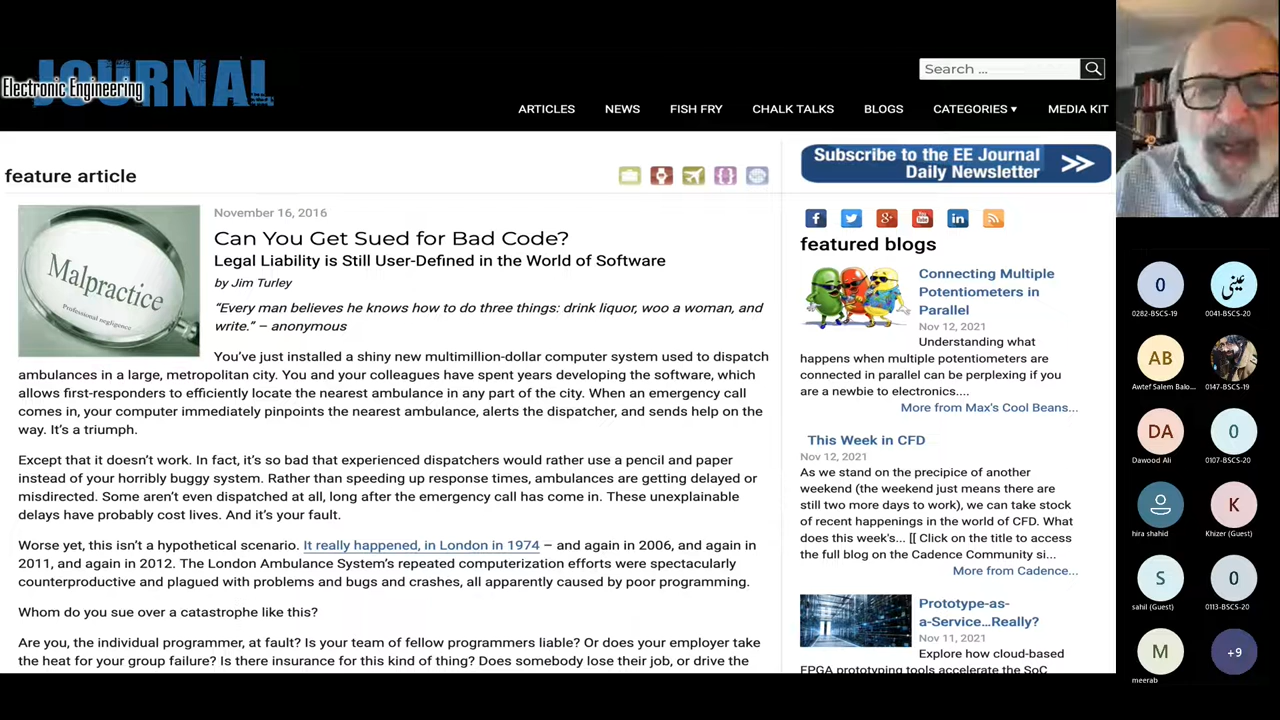 JOURNAL
Electronic Engineering
Search ...
ARTICLES NEWS FISH FRY CHALK TALKS BLOGS CATEGORIES ▾ MEDIA KIT
feature article
Malpractice
Professional negligence
November 16, 2016
Can You Get Sued for Bad Code?
Legal Liability is Still User-Defined in the World of Software
by Jim Turley
“Every man believes he knows how to do three things: drink liquor, woo a woman, and
write.” – anonymous
You’ve just installed a shiny new multimillion-dollar computer system used to dispatch
ambulances in a large, metropolitan city. You and your colleagues have spent years developing the software, which
allows first-responders to efficiently locate the nearest ambulance in any part of the city. When an emergency call
comes in, your computer immediately pinpoints the nearest ambulance, alerts the dispatcher, and sends help on the
way. It’s a triumph.
Except that it doesn’t work. In fact, it’s so bad that experienced dispatchers would rather use a pencil and paper
instead of your horribly buggy system. Rather than speeding up response times, ambulances are getting delayed or
misdirected. Some aren’t even dispatched at all, long after the emergency call has come in. These unexplainable
delays have probably cost lives. And it’s your fault.
Worse yet, this isn’t a hypothetical scenario. It really happened, in London in 1974 – and again in 2006, and again in
2011, and again in 2012. The London Ambulance System’s repeated computerization efforts were spectacularly
counterproductive and plagued with problems and bugs and crashes, all apparently caused by poor programming.
Whom do you sue over a catastrophe like this?
Are you, the individual programmer, at fault? Is your team of fellow programmers liable? Or does your employer take
the heat for your group failure? Is there insurance for this kind of thing? Does somebody lose their job, or drive the
Subscribe to the EE Journal
Daily Newsletter
featured blogs
Connecting Multiple
Potentiometers in
Parallel
Nov 12, 2021
Understanding what
happens when multiple potentiometers are
connected in parallel can be perplexing if you
are a newbie to electronics....
More from Max's Cool Beans...
This Week in CFD
Nov 12, 2021
As we stand on the precipice of another
weekend (the weekend just means there are
still two more days to work), we can take stock
of recent happenings in the world of CFD. What
does this week's... [[ Click on the title to access
the full blog on the Cadence Community si...
More from Cadence...
Prototype-as-
a-Service…Really?
Nov 11, 2021
Explore how cloud-based
FPGA prototyping tools accelerate the SoC
0
0282-BSCS-19
عيني
0041-BSCS-20
AB
Awtef Salem Balo...
0147-BSCS-19
DA
Dawood Ali
0
0107-BSCS-20
hira shahid
K
Khizer (Guest)
S
sahil (Guest)
0
0113-BSCS-20
M
meerab
+9